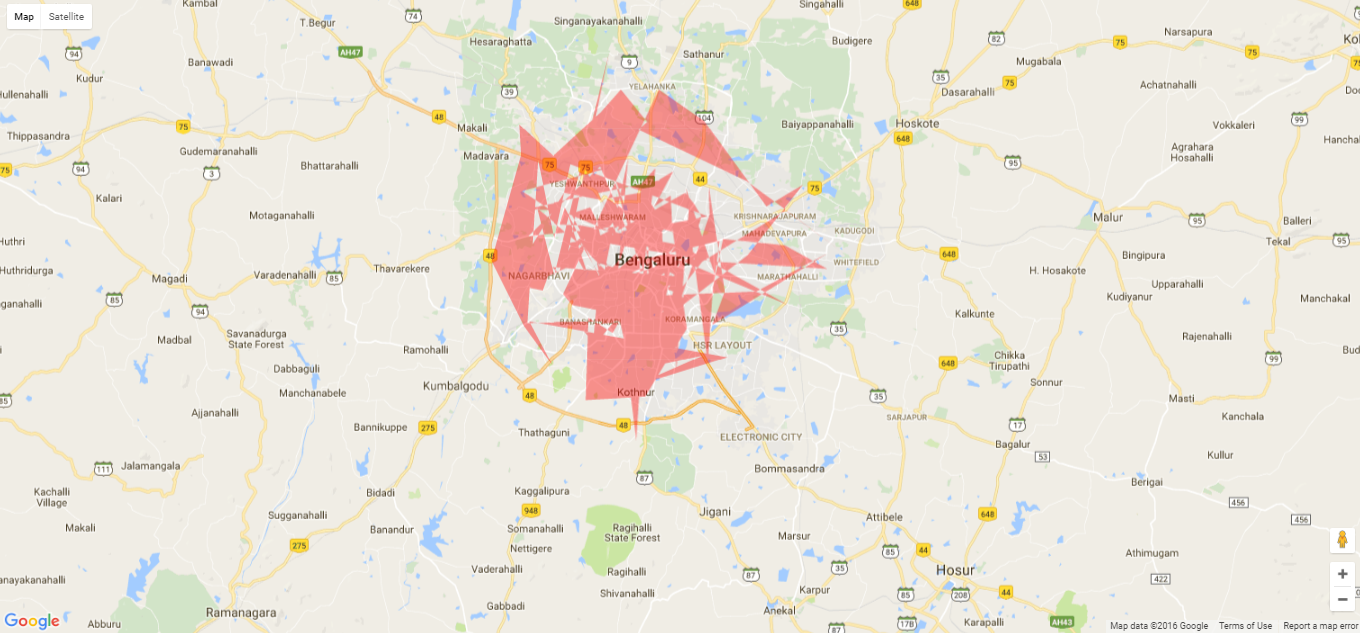 Map Satellite
Kambal
74
T.Begur
AH47
Singanayakanahalli
Singahalli
648
Hesaraghatta
Sathanur
Budigere
82
75
Narsapura
75
94
Kudur
Banawadi
9
Mugabala
Hullenahalli
39
YELAHANKA
35
Dasarahalli
75
Achatnahalli
48
104
Thippasandra
75
Makali
Baiyappanahalli
Hoskote
648
Vokkaleri
99
Gudemaranahalli
Madavara
75
75
Agrahara
Hosahalli
75
94
3
Bhattarahalli
YESHWANTHPUR
AH47
44
75
95
Kalari
Motaganahalli
MALLESHWARAM
KRISHNARAJAPURAM
Malur
95
Balleri
Huthri
MAHADEVAPURA
KADUGODI
Tekal
95
48
Bengaluru
648
Bingipura
Huthridurga
Magadi
Varadenahalli
85
Thavarekere
NAGARBHAVI
MARATHAHALLI
WHITEFIELD
H. Hosakote
Upparahalli
85
94
Kudiyanur
Manchakal
BANASHANKARI
KORAMANGALA
35
Kalkunte
Savanadurga
State Forest
Madbal
Ramohalli
HSR LAYOUT
Rajenahalli
Chikka
Tirupathi
99
Dabbaguli
648
Kumbalgodu
Manchanabele
Sonnur
85
48
Kothnur
35
Masti
Ajjanahalli
SARJAPUR
17
Kanchala
Bannikuppe
275
Thathaguni
48
ELECTRONIC CITY
Bagalur
53
Kullur
111
Jalamangala
Bommasandra
87
Berigi
Kachalli
Village
Bidadi
Kaggalipura
456
Sugganahalli
948
Jigani
Attibele
648
456
Makali
Banandur
Somanahalli
Ragihalli
State Forest
Marsur
275
Nettigere
85
44
Athimugam
Vaderahalli
Ragihalli
87
35
Hosur
422
Shivanahalli
Karpur
85
208
44
Gabbadi
Ramanagara
Anekal
Abburu
87
17B
Karapalli
AH43
Google
Map data ©2016 Google Terms of Use Report a map error